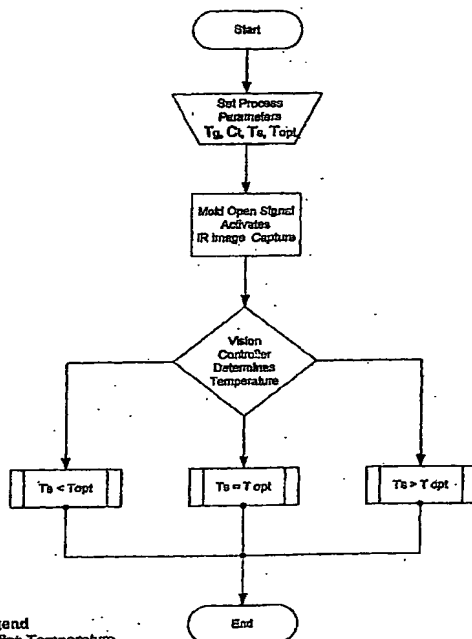 Start
Set Process
Parameters
Tg, Ct, Ts, Topt
Mold Open Signal
Activates
IR Image Capture
Vision
Controller
Determines
Temperature
Ts < Topt
Ts = T opt
Ts > T opt
End
Temperature